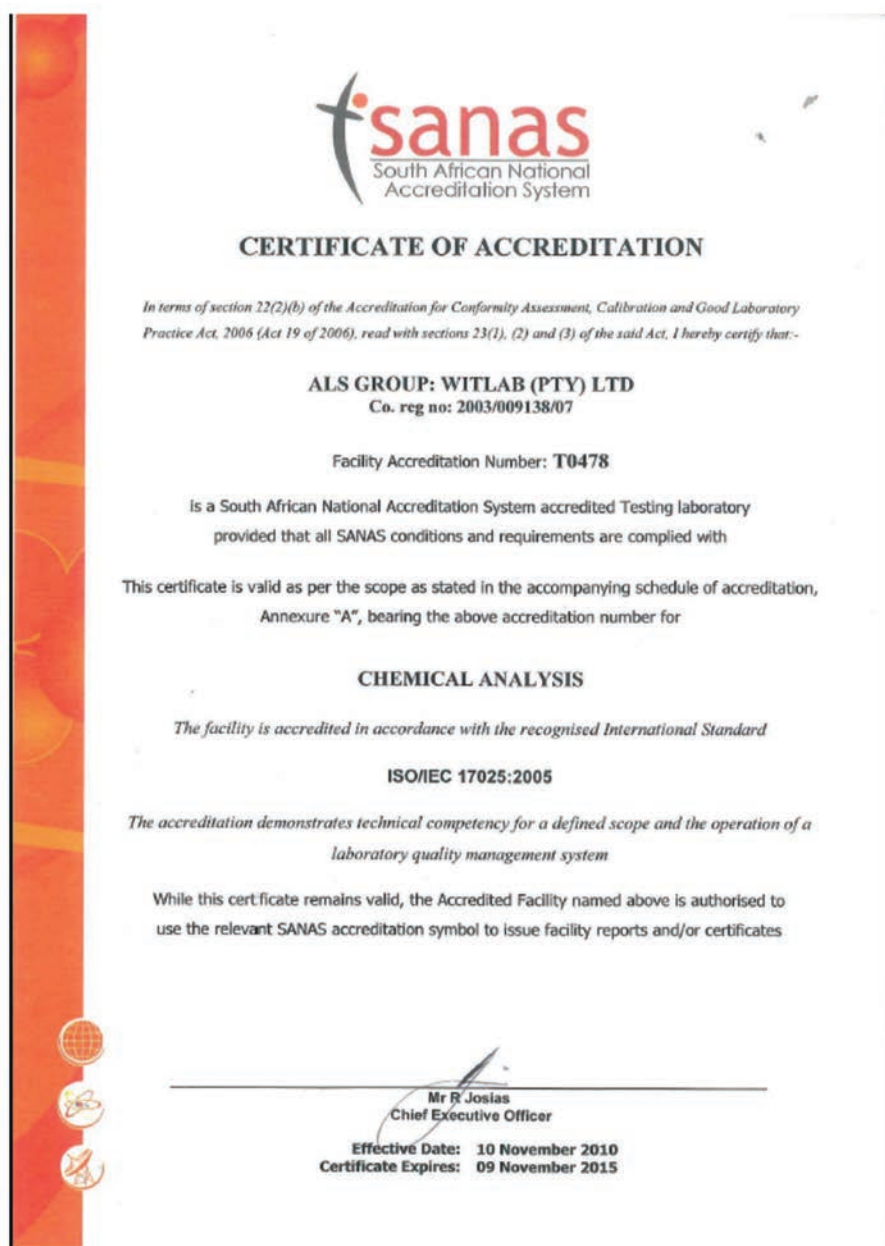 sanas
South African National
Accreditation System
CERTIFICATE OF ACCREDITATION
In terms of section 22(2)(b) of the Accreditation for Conformity Assessment, Calibration and Good Laboratory
Practice Act, 2006 (Act 19 of 2006), read with sections 23(1), (2) and (3) of the said Act, I hereby certify that:-
ALS GROUP: WITLAB (PTY) LTD
Co. reg no: 2003/009138/07
Facility Accreditation Number: T0478
is a South African National Accreditation System accredited Testing laboratory
provided that all SANAS conditions and requirements are complied with
This certificate is valid as per the scope as stated in the accompanying schedule of accreditation,
Annexure "A", bearing the above accreditation number for
CHEMICAL ANALYSIS
The facility is accredited in accordance with the recognised International Standard
ISO/IEC 17025:2005
The accreditation demonstrates technical competency for a defined scope and the operation of a
laboratory quality management system
While this certificate remains valid, the Accredited Facility named above is authorised to
use the relevant SANAS accreditation symbol to issue facility reports and/or certificates
Mr R Josias
Chief Executive Officer
Effective Date: 10 November 2010
Certificate Expires: 09 November 2015